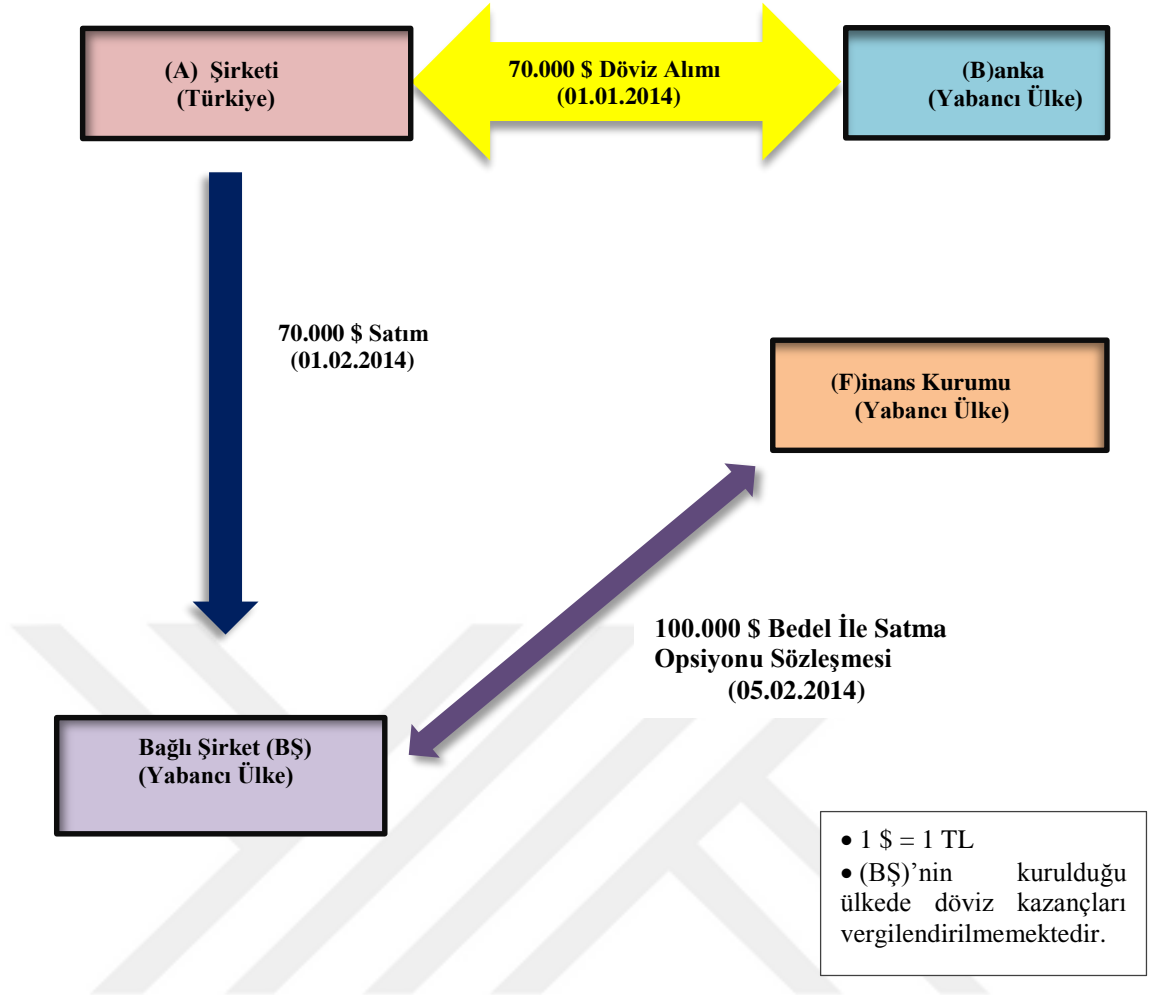 (A) Şirketi
(Türkiye)
70.000 $ Döviz Alımı
(01.01.2014)
(B)anka
(Yabancı Ülke)
70.000 $ Satım
(01.02.2014)
(F)inans Kurumu
(Yabancı Ülke)
100.000 $ Bedel İle Satma
Opsiyonu Sözleşmesi
(05.02.2014)
Bağlı Şirket (BŞ)
(Yabancı Ülke)
• 1 $ = 1 TL
• (BŞ)’nin kurulduğu
ülkede döviz kazançları
vergilendirilmemektedir.